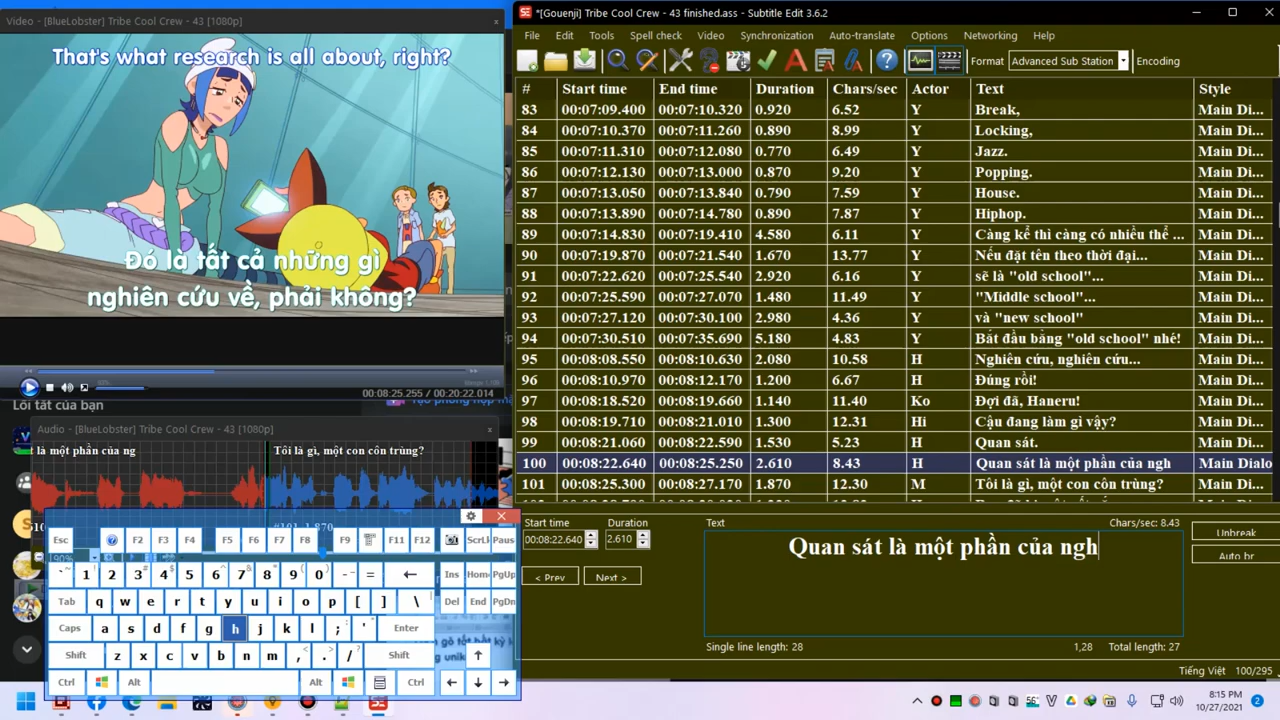 Video - [BlueLobster] Tribe Cool Crew - 43 [1080p]
x
That's what research is all about, right?
Đó là tất cả những gì
nghiên cứu về, phải không?
00:08:25.255 / 00:20:22.014
Lối tắt của bạn
Audio - [BlueLobster] Tribe Cool Crew - 43 [1080p]
x
t là một phần của ng
Tôi là gì, một con côn trùng?
#101 1.870
90%
Esc F2 F3 F4 F5 F6 F7 F8 F9 F11 F12 ScrLk Pause
` ~ 1 ! 2 @ 3 # 4 $ 5 6 ^ 7 & 8 * 9 ( 0 ) - = ← Ins Home PgUp
Tab q w e r t y u i o p [ ] \ Del End PgDn
Caps a s d f g h j k l ; : ' " Enter
Shift z x c v b n m , . / Shift ↑
Ctrl Alt Alt Ctrl ← ↓ →
*[Gouenji] Tribe Cool Crew - 43 finished.ass - Subtitle Edit 3.6.2
File Edit Tools Spell check Video Synchronization Auto-translate Options Networking Help
Format Advanced Sub Station Encoding
# Start time End time Duration Chars/sec Actor Text Style
83 00:07:09.400 00:07:10.320 0.920 6.52 Y Break, Main Di...
84 00:07:10.370 00:07:11.260 0.890 8.99 Y Locking, Main Di...
85 00:07:11.310 00:07:12.080 0.770 6.49 Y Jazz. Main Di...
86 00:07:12.130 00:07:13.000 0.870 9.20 Y Popping. Main Di...
87 00:07:13.050 00:07:13.840 0.790 7.59 Y House. Main Di...
88 00:07:13.890 00:07:14.780 0.890 7.87 Y Hiphop. Main Di...
89 00:07:14.830 00:07:19.410 4.580 6.11 Y Càng kể thì càng có nhiều thể ... Main Di...
90 00:07:19.870 00:07:21.540 1.670 13.77 Y Nếu đặt tên theo thời đại... Main Di...
91 00:07:22.620 00:07:25.540 2.920 6.16 Y sẽ là "old school"... Main Di...
92 00:07:25.590 00:07:27.070 1.480 11.49 Y "Middle school"... Main Di...
93 00:07:27.120 00:07:30.100 2.980 4.36 Y và "new school" Main Di...
94 00:07:30.510 00:07:35.690 5.180 4.83 Y Bắt đầu bằng "old school" nhé! Main Di...
95 00:08:08.550 00:08:10.630 2.080 10.58 H Nghiên cứu, nghiên cứu... Main Di...
96 00:08:10.970 00:08:12.170 1.200 6.67 H Đúng rồi! Main Di...
97 00:08:18.520 00:08:19.660 1.140 11.40 Ko Đợi đã, Haneru! Main Di...
98 00:08:19.710 00:08:21.010 1.300 12.31 Hi Cậu đang làm gì vậy? Main Di...
99 00:08:21.060 00:08:22.590 1.530 5.23 H Quan sát. Main Di...
100 00:08:22.640 00:08:25.250 2.610 8.43 H Quan sát là một phần của ngh Main Dialo
101 00:08:25.300 00:08:27.170 1.870 12.30 M Tôi là gì, một con côn trùng? Main Di...
Start time Duration Text Chars/sec: 8.43
00:08:22.640 2.610
< Prev Next >
Quan sát là một phần của ngh
Unbreak
Auto br
Single line length: 28 1,28 Total length: 27
Tiếng Việt 100/295
8:15 PM
10/27/2021
2